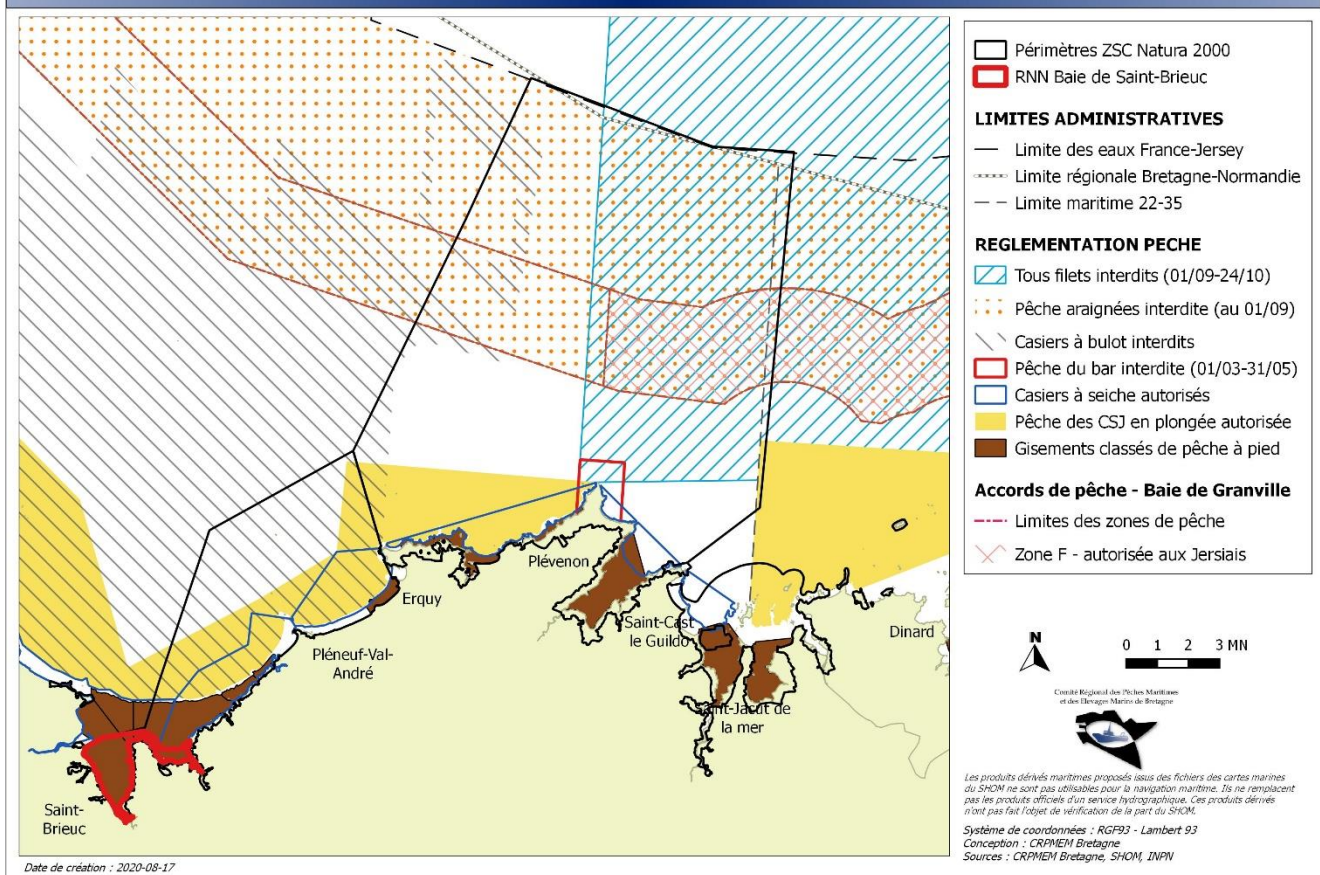 Périmètres ZSC Natura 2000
RNN Baie de Saint-Brieuc
LIMITES ADMINISTRATIVES
Limite des eaux France-Jersey
Limite régionale Bretagne-Normandie
Limite maritime 22-35
REGLEMENTATION PECHE
Tous filets interdits (01/09-24/10)
Pêche araignées interdite (au 01/09)
Casiers à bulot interdits
Pêche du bar interdite (01/03-31/05)
Casiers à seiche autorisés
Pêche des CSJ en plongée autorisée
Gisements classés de pêche à pied
Accords de pêche - Baie de Granville
Limites des zones de pêche
Zone F - autorisée aux Jersiais
Plévenon
Erquy
Saint-Cast
le Guildo
Dinard
Pléneuf-Val-
André
Saint-Jacut de
la mer
Saint-
Brieuc
N
0 1 2 3 MN
Comité Régional des Pêches Maritimes
et des Elevages Marins de Bretagne
Les produits dérivés maritimes proposés issus des fichiers des cartes marines
du SHOM ne sont pas utilisables pour la navigation maritime. Ils ne remplacent
pas les produits officiels d'un service hydrographique. Ces produits dérivés
n'ont pas fait l'objet de vérification de la part du SHOM.
Système de coordonnées : RGF93 - Lambert 93
Conception : CRPMEM Bretagne
Sources : CRPMEM Bretagne, SHOM, INPN
Date de création : 2020-08-17